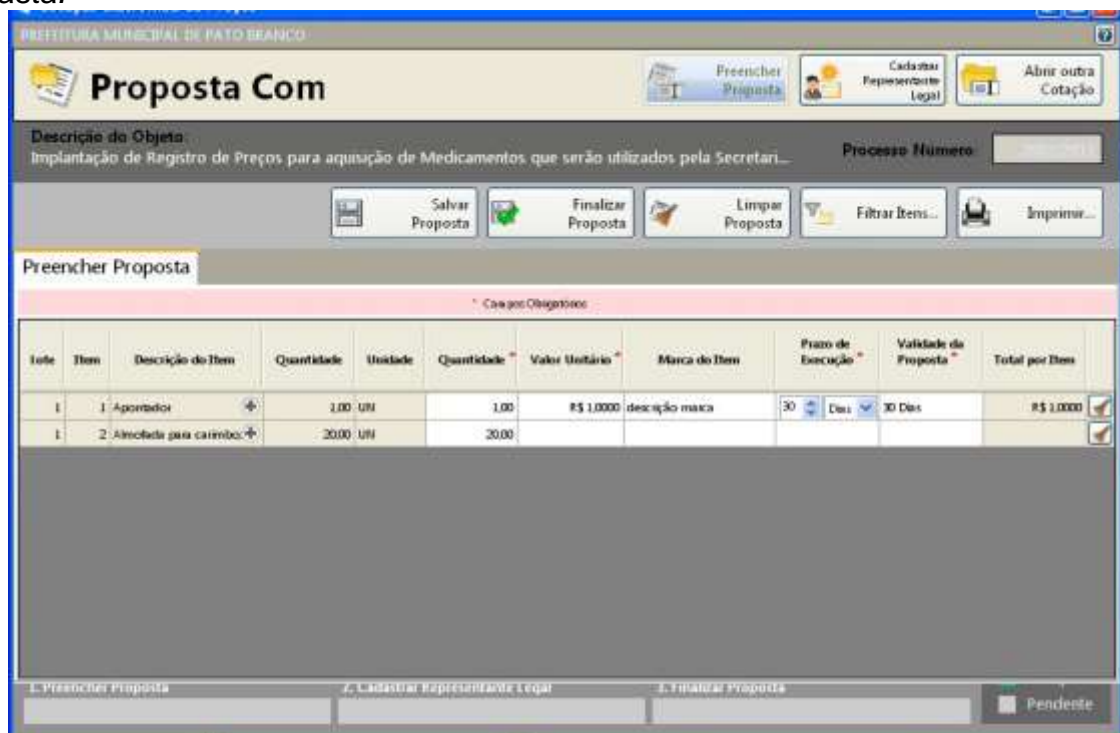 PREFEITURA MUNICIPAL DE PATO BRANCO
Proposta Com
Preencher Proposta
Cadastrar Representante Legal
Abrir outra Cotação
Descrição do Objeto:
Implantação de Registro de Preços para aquisição de Medicamentos que serão utilizados pela Secretari...
Processo Número
Salvar Proposta
Finalizar Proposta
Limpar Proposta
Filtrar Itens...
Imprimir...
Preencher Proposta
* Campos Obrigatórios
Lote Item Descrição do Item Quantidade Unidade Quantidade * Valor Unitário * Marca do Item Prazo de Execução * Validade da Proposta * Total por Item
1 1 Apontador 1,00 UN 1,00 R$ 1,0000 descrição marca 30 Dias 30 Dias R$ 1,0000
1 2 Almofada para carimbo: 20,00 UN 20,00
1. Preencher Proposta
2. Cadastrar Representante Legal
3. Finalizar Proposta
Pendente